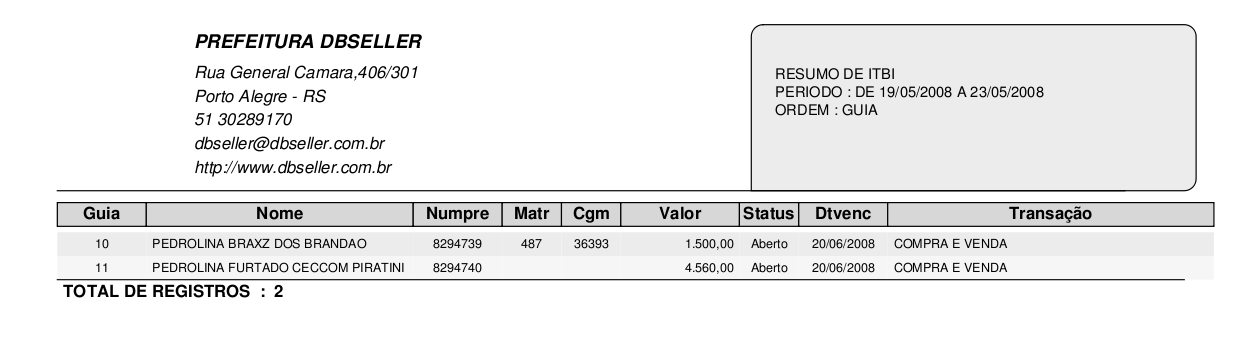 PREFEITURA DBSELLER
Rua General Camara,406/301
Porto Alegre - RS
51 30289170
dbseller@dbseller.com.br
http://www.dbseller.com.br
RESUMO DE ITBI
PERIODO : DE 19/05/2008 A 23/05/2008
ORDEM : GUIA
Guia Nome Numpre Matr Cgm Valor Status Dtvenc Transação
10 PEDROLINA BRAXZ DOS BRANDAO 8294739 487 36393 1.500,00 Aberto 20/06/2008 COMPRA E VENDA
11 PEDROLINA FURTADO CECCOM PIRATINI 8294740 4.560,00 Aberto 20/06/2008 COMPRA E VENDA
TOTAL DE REGISTROS : 2